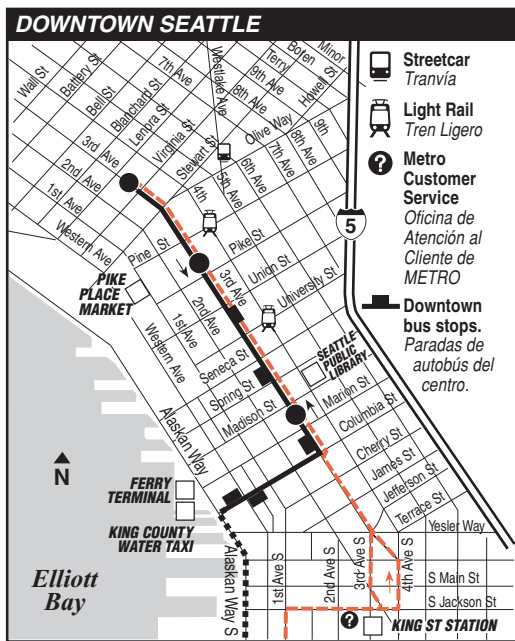 DOWNTOWN SEATTLE
Wall St
Battery St
Bell St
Blanchard St
Lenora St
Virginia St
Stewart St
7th Ave
Westlake Ave
9th Ave
8th Ave
Terry
Boren
Minor
Howell St
Olive Way
9th
8th Ave
7th Ave
6th Ave
5th Ave
4th
3rd Ave
2nd Ave
1st Ave
Western Ave
Pine St
Pike St
Union St
University St
3rd Ave
2nd Ave
1st Ave
Western Ave
PIKE
PLACE
MARKET
Seneca St
Spring St
Madison St
SEATTLE
PUBLIC
LIBRARY
Marion St
Columbia St
Cherry St
James St
Jefferson St
Terrace St
Yesler Way
Alaskan Way
N
FERRY
TERMINAL
KING COUNTY
WATER TAXI
Elliott
Bay
Alaskan Way S
1st Ave S
2nd Ave S
3rd Ave S
4th Ave S
S Main St
S Jackson St
?
KING ST STATION
5
Streetcar
Tranvía
Light Rail
Tren Ligero
?
Metro
Customer
Service
Oficina de
Atención al
Cliente de
METRO
Downtown
bus stops.
Paradas de
autobús del
centro.